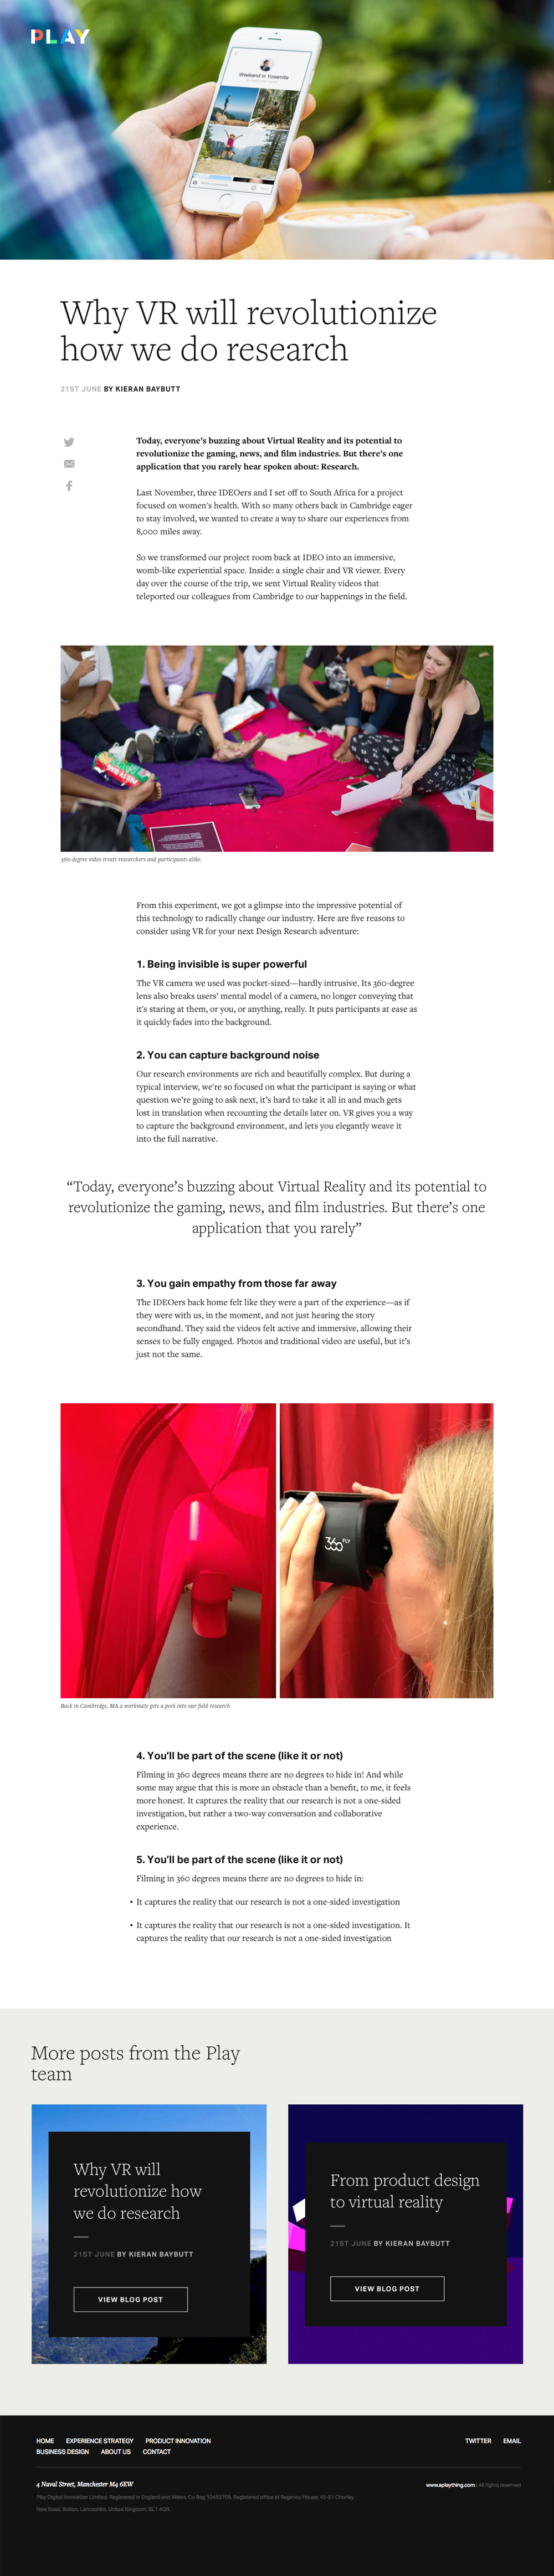 PLAY
Weekend in Yosemite
Why VR will revolutionize
how we do research
21ST JUNE BY KIERAN BAYBUTT
Today, everyone's buzzing about Virtual Reality and its potential to
revolutionize the gaming, news, and film industries. But there's one
application that you rarely hear spoken about: Research.
Last November, three IDEOers and I set off to South Africa for a project
focused on women's health. With so many others back in Cambridge eager
to stay involved, we wanted to create a way to share our experiences from
8,000 miles away.
So we transformed our project room back at IDEO into an immersive,
womb-like experiential space. Inside: a single chair and VR viewer. Every
day over the course of the trip, we sent Virtual Reality videos that
teleported our colleagues from Cambridge to our happenings in the field.
360-degree video treats researchers and participants alike.
From this experiment, we got a glimpse into the impressive potential of
this technology to radically change our industry. Here are five reasons to
consider using VR for your next Design Research adventure:
1. Being invisible is super powerful
The VR camera we used was pocket-sized—hardly intrusive. Its 360-degree
lens also breaks users' mental model of a camera, no longer conveying that
it's staring at them, or you, or anything, really. It puts participants at ease as
it quickly fades into the background.
2. You can capture background noise
Our research environments are rich and beautifully complex. But during a
typical interview, we're so focused on what the participant is saying or what
question we're going to ask next, it's hard to take it all in and much gets
lost in translation when recounting the details later on. VR gives you a way
to capture the background environment, and lets you elegantly weave it
into the full narrative.
“Today, everyone's buzzing about Virtual Reality and its potential to
revolutionize the gaming, news, and film industries. But there's one
application that you rarely”
3. You gain empathy from those far away
The IDEOers back home felt like they were a part of the experience—as if
they were with us, in the moment, and not just hearing the story
secondhand. They said the videos felt active and immersive, allowing their
senses to be fully engaged. Photos and traditional video are useful, but it's
just not the same.
360 FLY
Back in Cambridge, MA a workmate gets a peek into our field research
4. You'll be part of the scene (like it or not)
Filming in 360 degrees means there are no degrees to hide in! And while
some may argue that this is more an obstacle than a benefit, to me, it feels
more honest. It captures the reality that our research is not a one-sided
investigation, but rather a two-way conversation and collaborative
experience.
5. You'll be part of the scene (like it or not)
Filming in 360 degrees means there are no degrees to hide in:
• It captures the reality that our research is not a one-sided investigation
• It captures the reality that our research is not a one-sided investigation. It
captures the reality that our research is not a one-sided investigation
More posts from the Play
team
Why VR will
revolutionize how
we do research
21ST JUNE BY KIERAN BAYBUTT
VIEW BLOG POST
From product design
to virtual reality
21ST JUNE BY KIERAN BAYBUTT
VIEW BLOG POST
HOME EXPERIENCE STRATEGY PRODUCT INNOVATION
BUSINESS DESIGN ABOUT US CONTACT
TWITTER EMAIL
4 Naval Street, Manchester M4 6EW
www.aplaything.com | All rights reserved
Play Digital Innovation Limited. Registered in England and Wales. Co Reg 10483708. Registered office at Regency House, 45-51 Chorley
New Road, Bolton, Lancashire, United Kingdom, BL1 4QR.